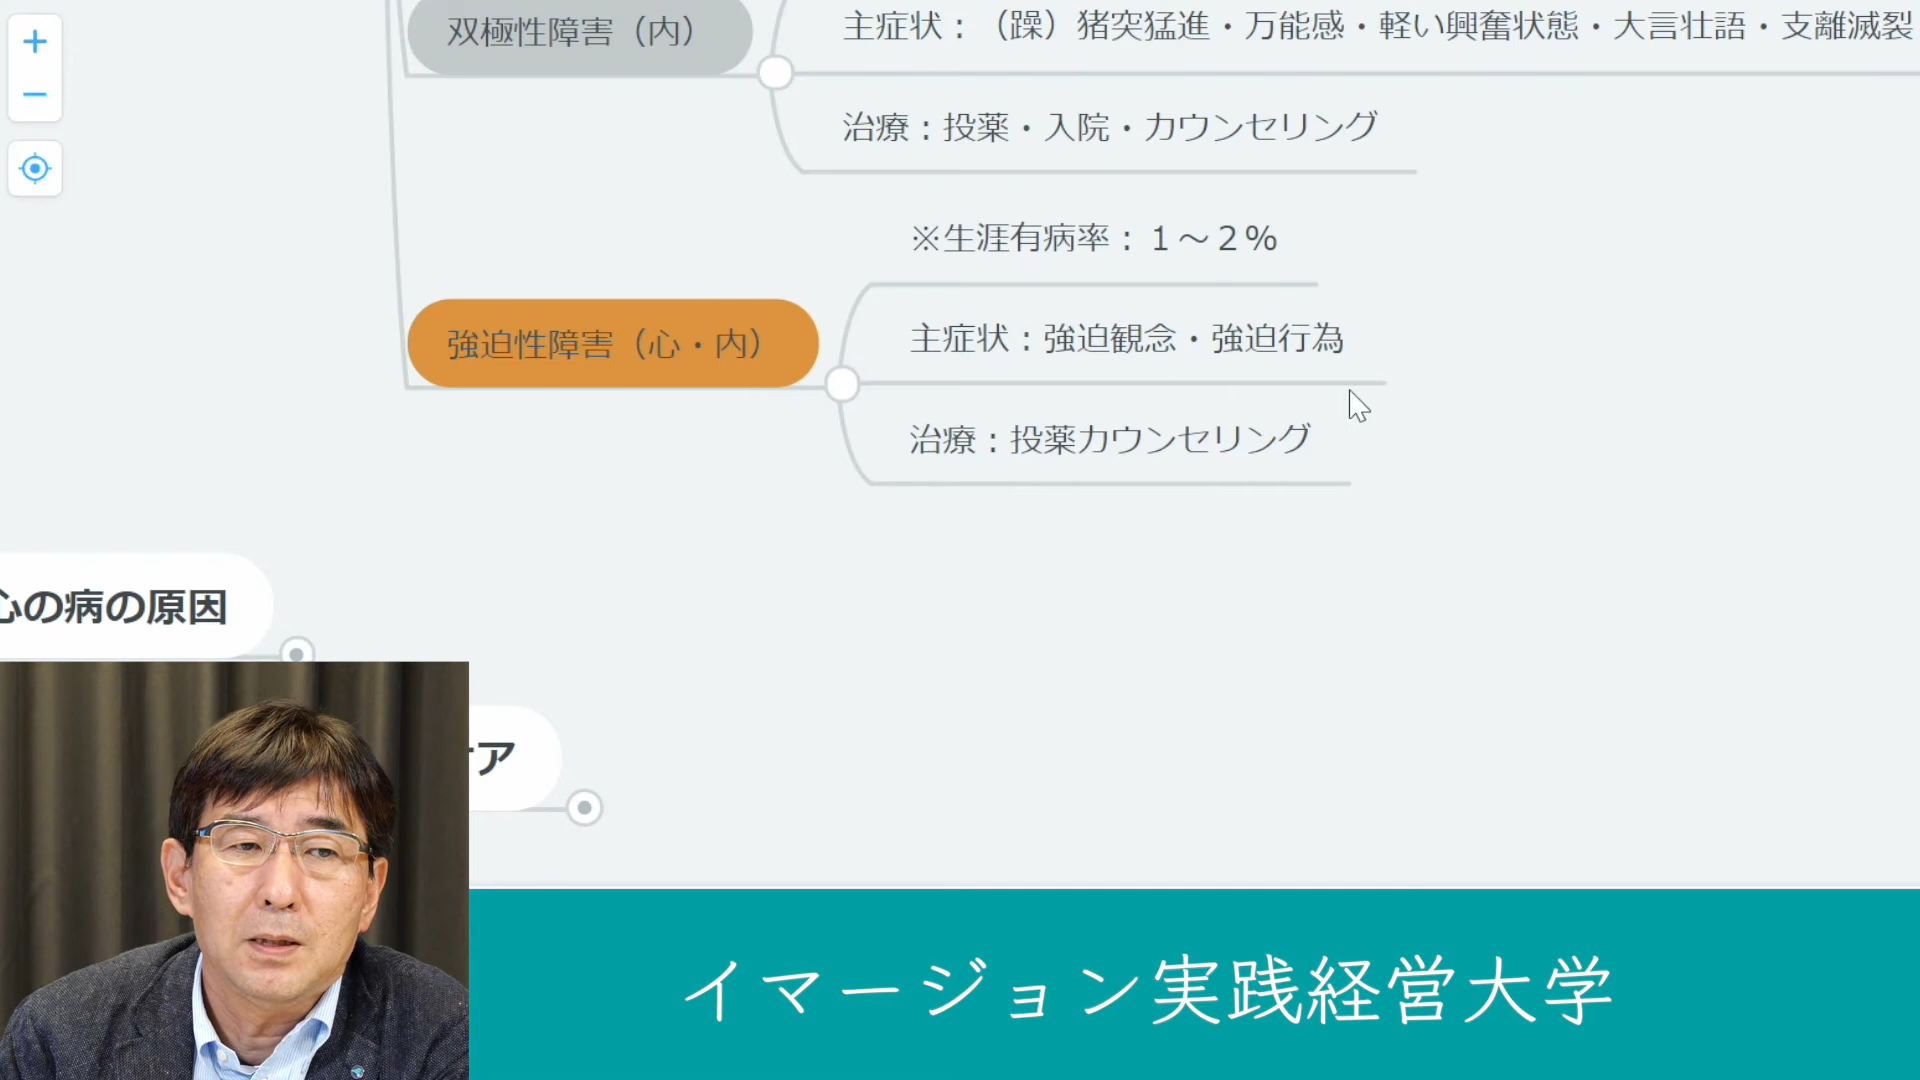 双極性障害（内）
主症状：（躁）猪突猛進・万能感・軽い興奮状態・大言壮語・支離滅裂
治療：投薬・入院・カウンセリング
※生涯有病率：１～２％
強迫性障害（心・内）
主症状：強迫観念・強迫行為
治療：投薬カウンセリング
心の病の原因
ア
イマージョン実践経営大学